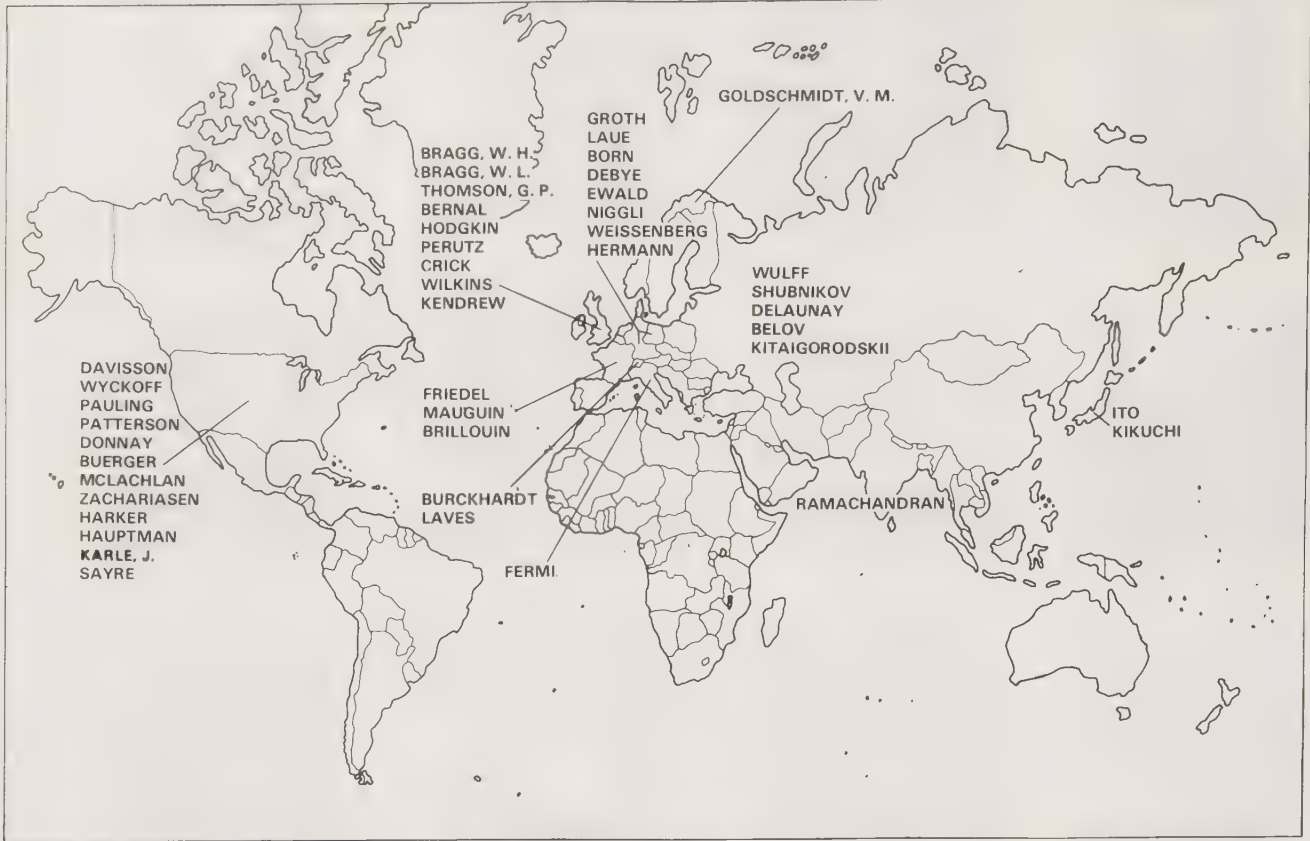 GOLDSCHMIDT, V. M.
GROTH
LAUE
BORN
DEBYE
EWALD
NIGGLI
WEISSENBERG
HERMANN
BRAGG, W. H.
BRAGG, W. L.
THOMSON, G. P.
BERNAL
HODGKIN
PERUTZ
CRICK
WILKINS
KENDREW
WULFF
SHUBNIKOV
DELAUNAY
BELOV
KITAIGORODSKII
DAVISSON
WYCKOFF
PAULING
PATTERSON
DONNAY
BUERGER
MCLACHLAN
ZACHARIASEN
HARKER
HAUPTMAN
KARLE, J.
SAYRE
FRIEDEL
MAUGUIN
BRILLOUIN
ITO
KIKUCHI
BURCKHARDT
LAVES
RAMACHANDRAN
FERMI